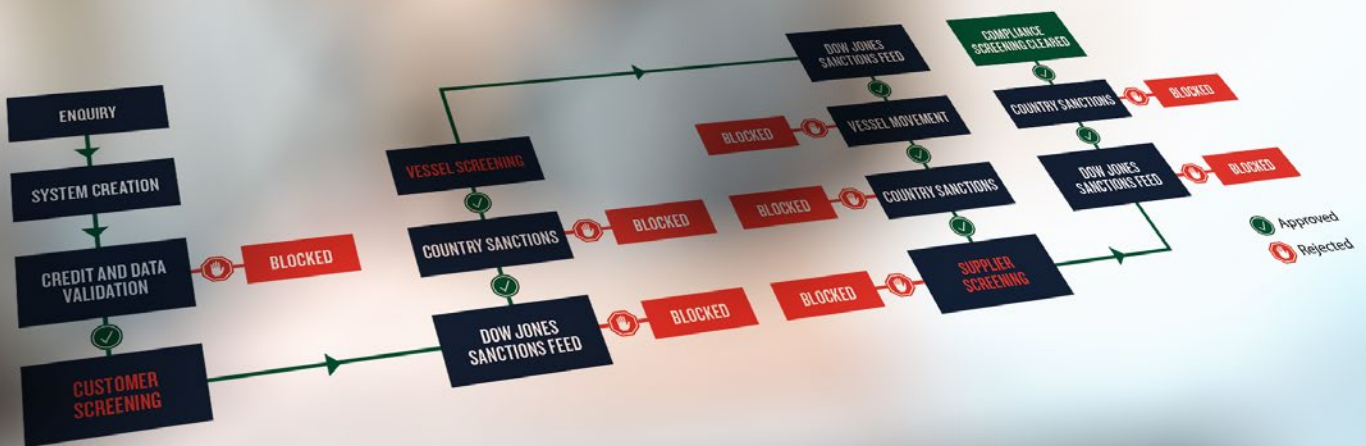 ENQUIRY
SYSTEM CREATION
CREDIT AND DATA
VALIDATION
BLOCKED
CUSTOMER
SCREENING
DOW JONES
SANCTIONS FEED
BLOCKED
COUNTRY SANCTIONS
BLOCKED
VESSEL SCREENING
DOW JONES
SANCTIONS FEED
VESSEL MOVEMENT
BLOCKED
COUNTRY SANCTIONS
BLOCKED
SUPPLIER
SCREENING
BLOCKED
DOW JONES
SANCTIONS FEED
BLOCKED
COUNTRY SANCTIONS
BLOCKED
COMPLIANCE
SCREENING CLEARED
Approved
Rejected